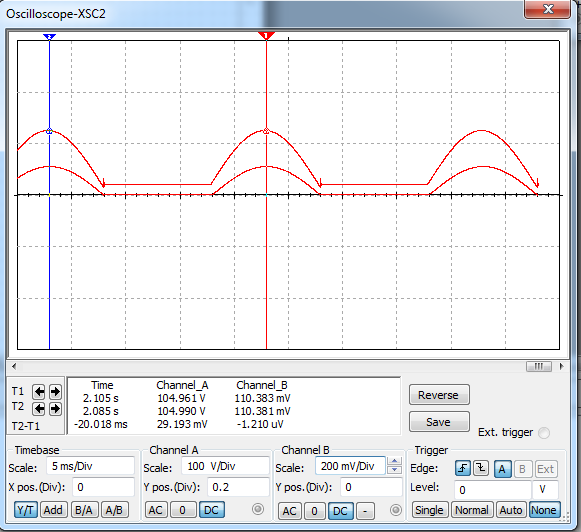 Oscilloscope-XSC2
x
2 1
T1 Time Channel_A Channel_B Reverse
T2 2.105 s 104.961 V 110.383 mV
2.085 s 104.990 V 110.381 mV Save
T2-T1 -20.018 ms 29.193 mV -1.210 uV Ext. trigger
Timebase Channel A Channel B Trigger
Scale: 5 ms/Div Scale: 100 V/Div Scale: 200 mV/Div Edge: A B Ext
X pos.(Div): 0 Y pos.(Div): 0.2 Y pos.(Div): 0 Level: 0 V
Y/T Add B/A A/B AC 0 DC AC 0 DC - Single Normal Auto None